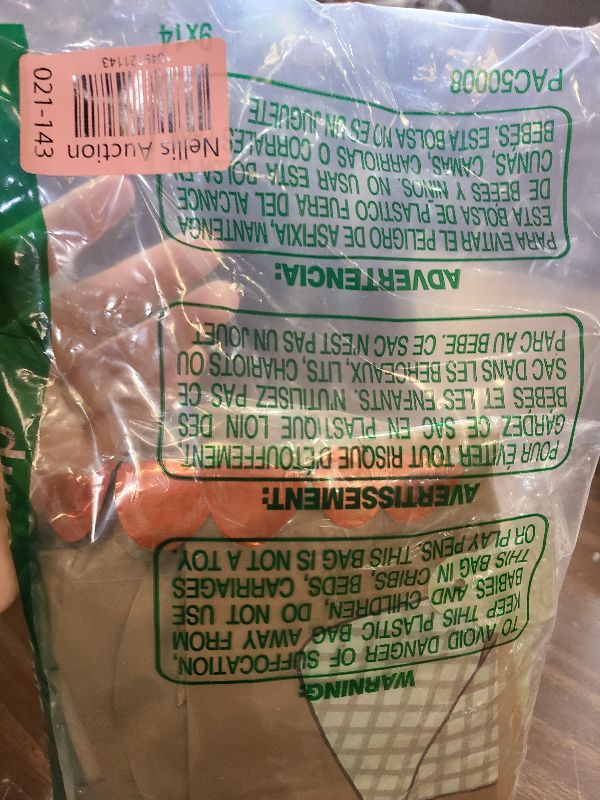 WARNING:
TO AVOID DANGER OF SUFFOCATION,
KEEP THIS PLASTIC BAG AWAY FROM
BABIES AND CHILDREN, DO NOT USE
THIS BAG IN CRIBS, BEDS, CARRIAGES
OR PLAY PENS. THIS BAG IS NOT A TOY.
AVERTISSEMENT:
POUR ÉVITER TOUT RISQUE D'ÉTOUFFEMENT
GARDEZ CE SAC EN PLASTIQUE LOIN DES
BÉBÉS ET LES ENFANTS. N'UTILISEZ PAS CE
SAC DANS LES BERCEAUX, LITS, CHARIOTS OU
PARC AU BEBE. CE SAC N'EST PAS UN JOUET
ADVERTENCIA:
PARA EVITAR EL PELIGRO DE ASFIXIA, MANTENGA
ESTA BOLSA DE PLASTICO FUERA DEL ALCANCE
DE BEBES Y NIÑOS. NO USAR ESTA BOLSA EN
CUNAS, CAMAS, CARRIOLAS O CORRALES
BEBÉS. ESTA BOLSA NO ES UN JUGUETE
PAC50008
9X14
Nellis Auction
1049721143
021-143